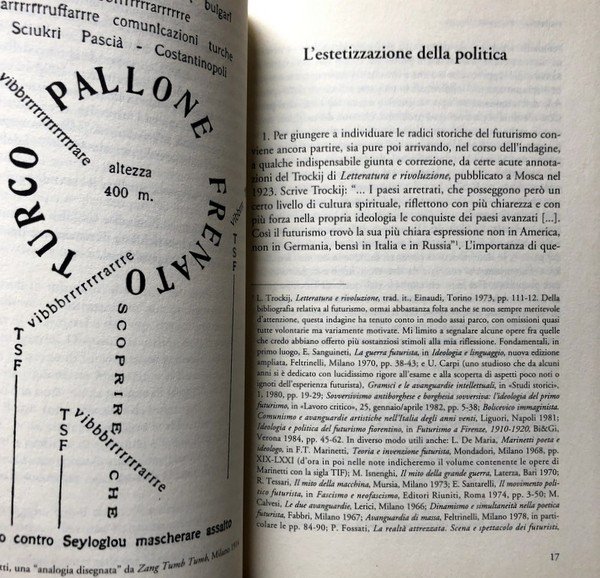 bulgari
arrrrrruffarrre comunicazioni turche
Sciukri Pascià - Costantinopoli
vibbrrrrrrrrrrrare
PALLONE
FRENATO
TURCO
altezza
400 m.
vibbbrrrrrrrarrre
TSF
TSF
TSF
vibbbrrrrrrrarrre
SCOPRIRE CHE
contro Seyloglou mascherare assalto
una “analogia disegnata” da Zang Tumb Tumb, Milano
L’estetizzazione della politica
1. Per giungere a individuare le radici storiche del futurismo con-
viene ancora partire, sia pure poi arrivando, nel corso dell’indagine,
a qualche indispensabile giunta e correzione, da certe acute annota-
zioni del Trockij di Letteratura e rivoluzione, pubblicato a Mosca nel
1923. Scrive Trockij: “... I paesi arretrati, che posseggono però un
certo livello di cultura spirituale, riflettono con più chiarezza e con
più forza nella propria ideologia le conquiste dei paesi avanzati [...].
Così il futurismo trovò la sua più chiara espressione non in America,
non in Germania, bensì in Italia e in Russia”¹. L’importanza di que-
L. Trockij, Letteratura e rivoluzione, trad. it., Einaudi, Torino 1973, pp. 111-12. Della
bibliografia relativa al futurismo, ormai abbastanza folta anche se non sempre meritevole
d’attenzione, questa indagine ha tenuto conto in modo assai parco, con omissioni quasi
tutte volontarie ma variamente motivate. Mi limito a segnalare alcune opere fra quelle
che credo abbiano offerto più sostanziosi stimoli alla mia riflessione. Fondamentali, in
primo luogo, E. Sanguineti, La guerra futurista, in Ideologia e linguaggio, nuova edizione
ampliata, Feltrinelli, Milano 1970, pp. 38-43; e U. Carpi (uno studioso che da alcuni
anni si è dedicato con lucidissimo rigore all’esame e alla scoperta di aspetti poco noti o
ignoti dell’esperienza futurista), Gramsci e le avanguardie intellettuali, in «Studi storici»,
1, 1980, pp. 19-29; Sovversivismo antiborghese e borghesia sovversiva: l’ideologia del primo
futurismo, in «Lavoro critico», 25, gennaio/aprile 1982, pp. 5-38; Bolscevico immaginista.
Comunismo e avanguardie artistiche nell’Italia degli anni venti, Liguori, Napoli 1981;
Ideologia e politica del futurismo fiorentino, in Futurismo a Firenze, 1910-1920, Bi&Gi,
Verona 1984, pp. 45-62. In diverso modo utili anche: L. De Maria, Marinetti poeta e
ideologo, in F.T. Marinetti, Teoria e invenzione futurista, Mondadori, Milano 1968, pp.
XIX-LXXI (d’ora in poi nelle note indicheremo il volume contenente le opere di
Marinetti con la sigla TIF); M. Isnenghi, Il mito della grande guerra, Laterza, Bari 1970;
R. Tessari, Il mito della macchina, Mursia, Milano 1973; E. Santarelli, Il movimento poli-
tico futurista, in Fascismo e neofascismo, Editori Riuniti, Roma 1974, pp. 3-50; M.
Calvesi, Le due avanguardie, Lerici, Milano 1966; Dinamismo e simultaneità nella poetica
futurista, Fabbri, Milano 1967; Avanguardia di massa, Feltrinelli, Milano 1978, in parti-
colare le pp. 84-90; P. Fossati, La realtà attrezzata. Scena e spettacolo dei futuristi,
17